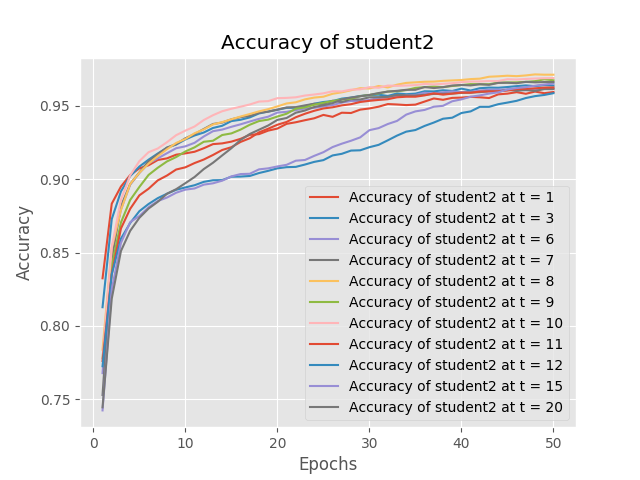 Accuracy of student2
Accuracy
0.95
0.90
0.85
0.80
0.75
Accuracy of student2 at t = 1
Accuracy of student2 at t = 3
Accuracy of student2 at t = 6
Accuracy of student2 at t = 7
Accuracy of student2 at t = 8
Accuracy of student2 at t = 9
Accuracy of student2 at t = 10
Accuracy of student2 at t = 11
Accuracy of student2 at t = 12
Accuracy of student2 at t = 15
Accuracy of student2 at t = 20
0 10 20 30 40 50
Epochs